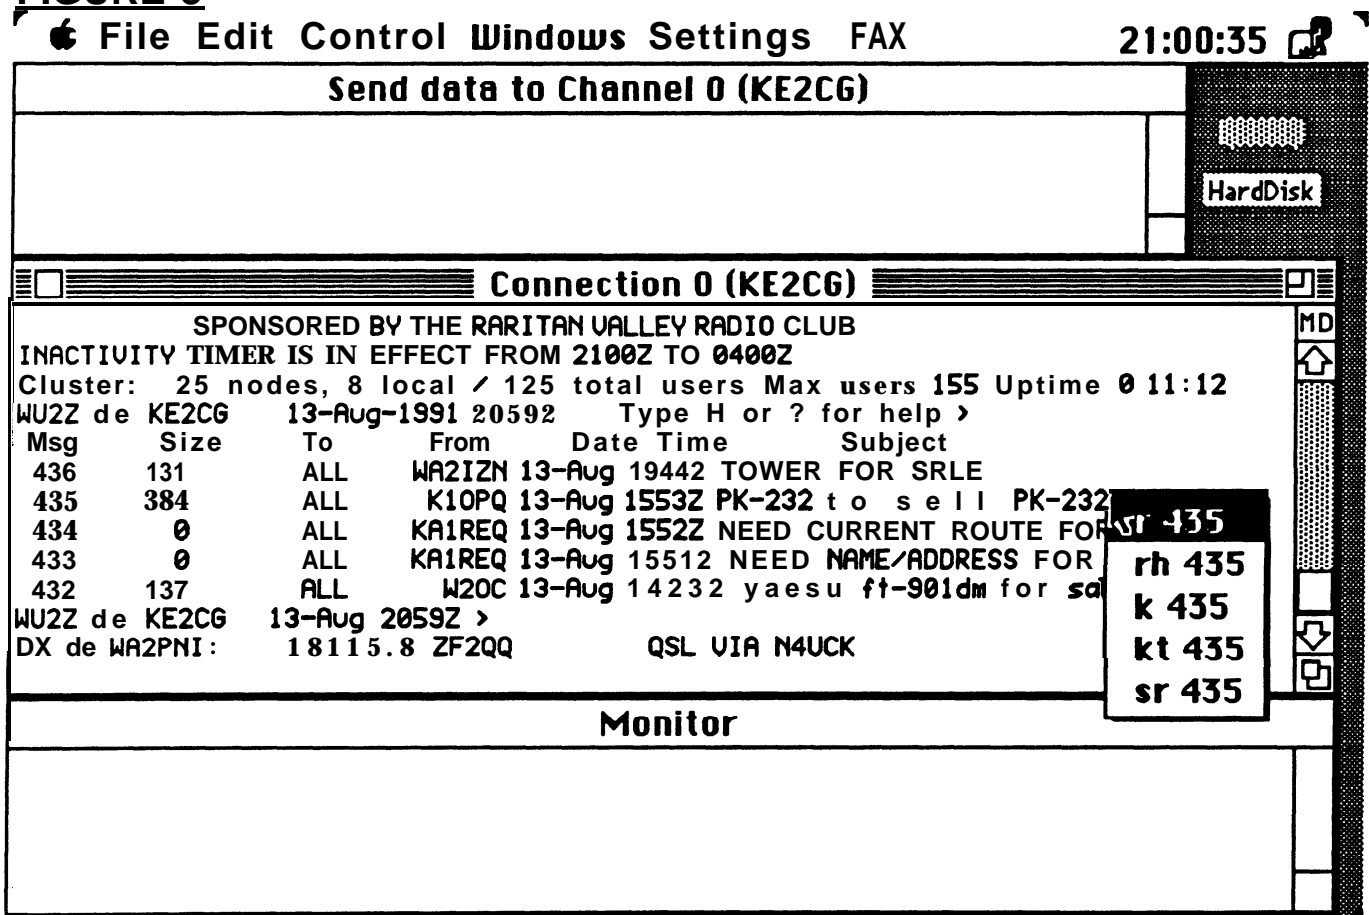 File Edit Control Windows Settings FAX 21:00:35
Send data to Channel 0 (KE2CG)
HardDisk
Connection 0 (KE2CG)
MD
SPONSORED BY THE RARITAN VALLEY RADIO CLUB
INACTIVITY TIMER IS IN EFFECT FROM 2100Z TO 0400Z
Cluster: 25 nodes, 8 local / 125 total users Max users 155 Uptime 0 11:12
WU2Z de KE2CG 13-Aug-1991 20592 Type H or ? for help >
Msg Size To From Date Time Subject
436 131 ALL WA2IZN 13-Aug 19442 TOWER FOR SRLE
435 384 ALL K1OPQ 13-Aug 1553Z PK-232 to sell PK-232
434 0 ALL KA1REQ 13-Aug 1552Z NEED CURRENT ROUTE FOR
433 0 ALL KA1REQ 13-Aug 15512 NEED NAME/ADDRESS FOR
432 137 ALL W2OC 13-Aug 14232 yaesu ft-901dm for sal
WU2Z de KE2CG 13-Aug 2059Z >
DX de WA2PNI: 18115.8 ZF2QQ QSL VIA N4UCK
435
rh 435
k 435
kt 435
sr 435
Monitor